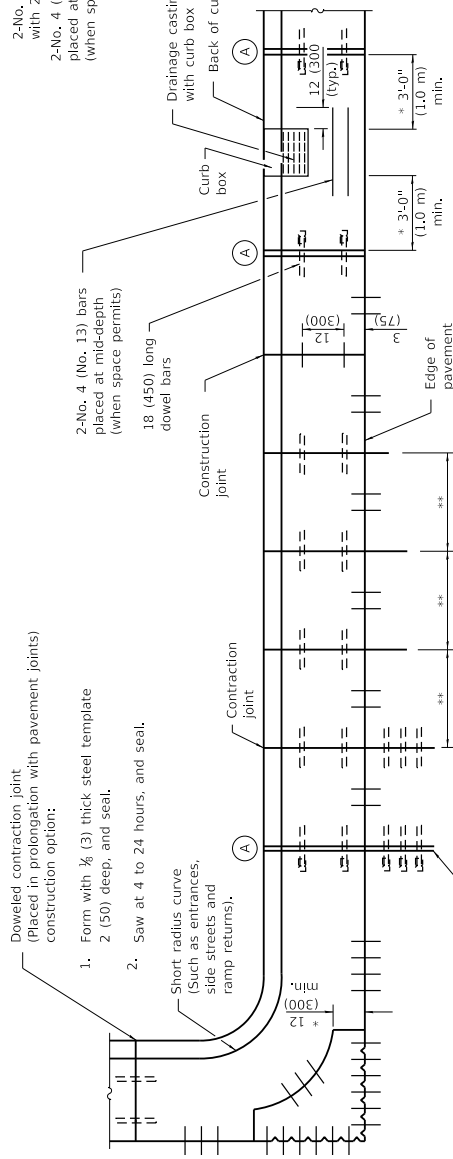 Doweled contraction joint
(Placed in prolongation with pavement joints)
construction option:
1. Form with ⅛ (3) thick steel template
2 (50) deep, and seal.
2. Saw at 4 to 24 hours, and seal.
Short radius curve
(Such as entrances,
side streets and
ramp returns).
* 12
(300)
min.
A
Contraction
joint
**
**
**
Construction
joint
2-No. 4 (No. 13) bars
placed at mid-depth
(when space permits)
18 (450) long
dowel bars
12
(300)
3
(75)
Edge of
pavement
A
Curb
box
Drainage casting
with curb box
Back of cu
12 (300
(typ.)
* 3'-0"
(1.0 m)
min.
* 3'-0"
(1.0 m)
min.
A
2-No.
with 2
2-No. 4 (
placed at
(when sp